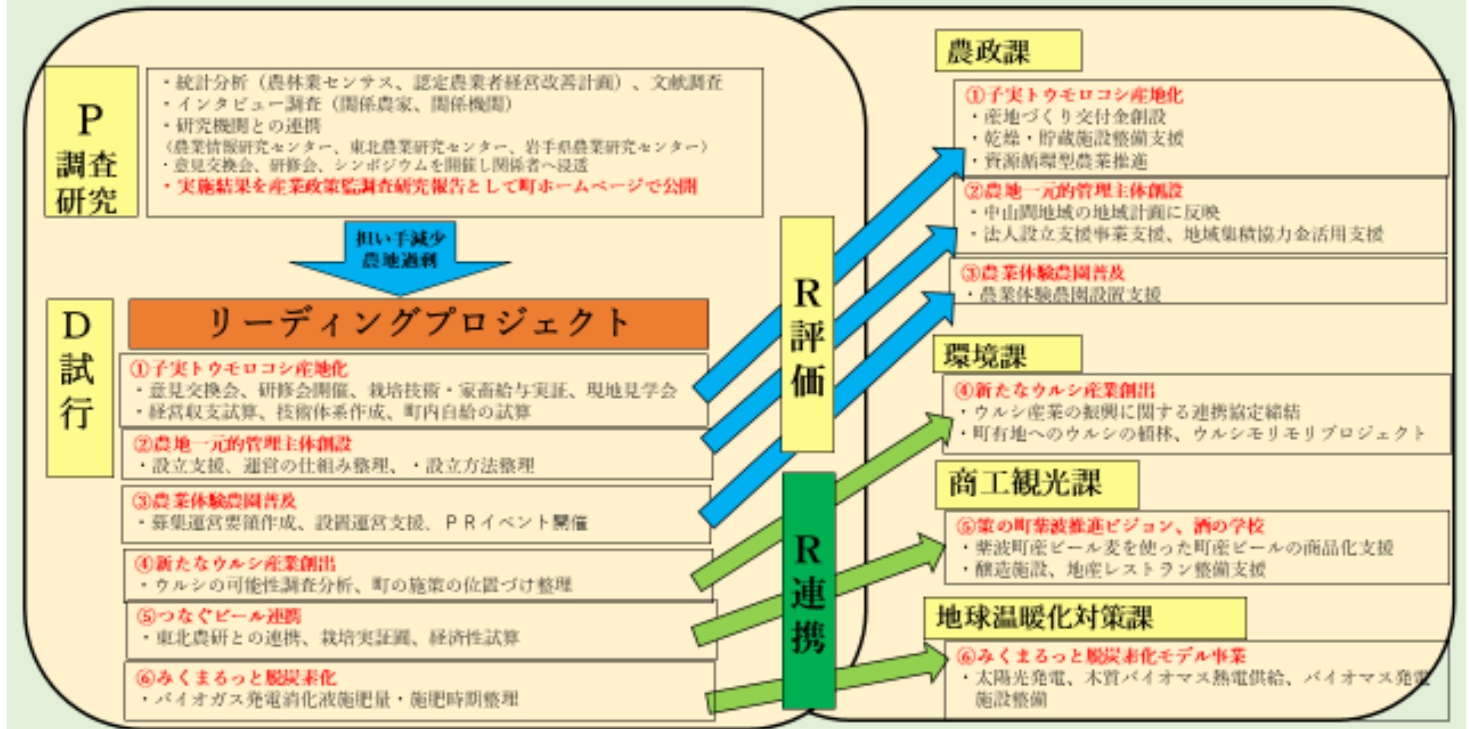 P
調査
研究
・統計分析（農林業センサス、認定農業者経営改善計画）、文献調査
・インタビュー調査（関係農家、関係機関）
・研究機関との連携
（農業情報研究センター、東北農業研究センター、岩手県農業研究センター）
・意見交換会、研修会、シンポジウムを開催し関係者へ浸透
・実施結果を産業政策監調査研究報告として町ホームページで公開
担い手減少
農地過剰
D
試
行
リーディングプロジェクト
①子実トウモロコシ産地化
・意見交換会、研修会開催、栽培技術・家畜給与実証、現地見学会
・経営収支試算、技術体系作成、町内自給の試算
②農地一元的管理主体創設
・設立支援、運営の仕組み整理、・設立方法整理
③農業体験農園普及
・募集運営要領作成、設置運営支援、ＰＲイベント開催
④新たなウルシ産業創出
・ウルシの可能性調査分析、町の施策の位置づけ整理
⑤つなぐビール連携
・東北農研との連携、栽培実証圃、経済性試算
⑥みくまるっと脱炭素化
・バイオガス発電消化液施肥量・施肥時期整理
R
評
価
R
連
携
農政課
①子実トウモロコシ産地化
・産地づくり交付金創設
・乾燥・貯蔵施設整備支援
・資源循環型農業推進
②農地一元的管理主体創設
・中山間地域の地域計画に反映
・法人設立支援事業支援、地域集積協力金活用支援
③農業体験農園普及
・農業体験農園設置支援
環境課
④新たなウルシ産業創出
・ウルシ産業の振興に関する連携協定締結
・町有地へのウルシの植林、ウルシモリモリプロジェクト
商工観光課
⑤の町紫波推進ビジョン、酒の学校
・紫波町産ビール麦を使った町産ビールの商品化支援
・醸造施設、地産レストラン整備支援
地球温暖化対策課
⑥みくまるっと脱炭素化モデル事業
・太陽光発電、木質バイオマス熱電供給、バイオマス発電
施設整備